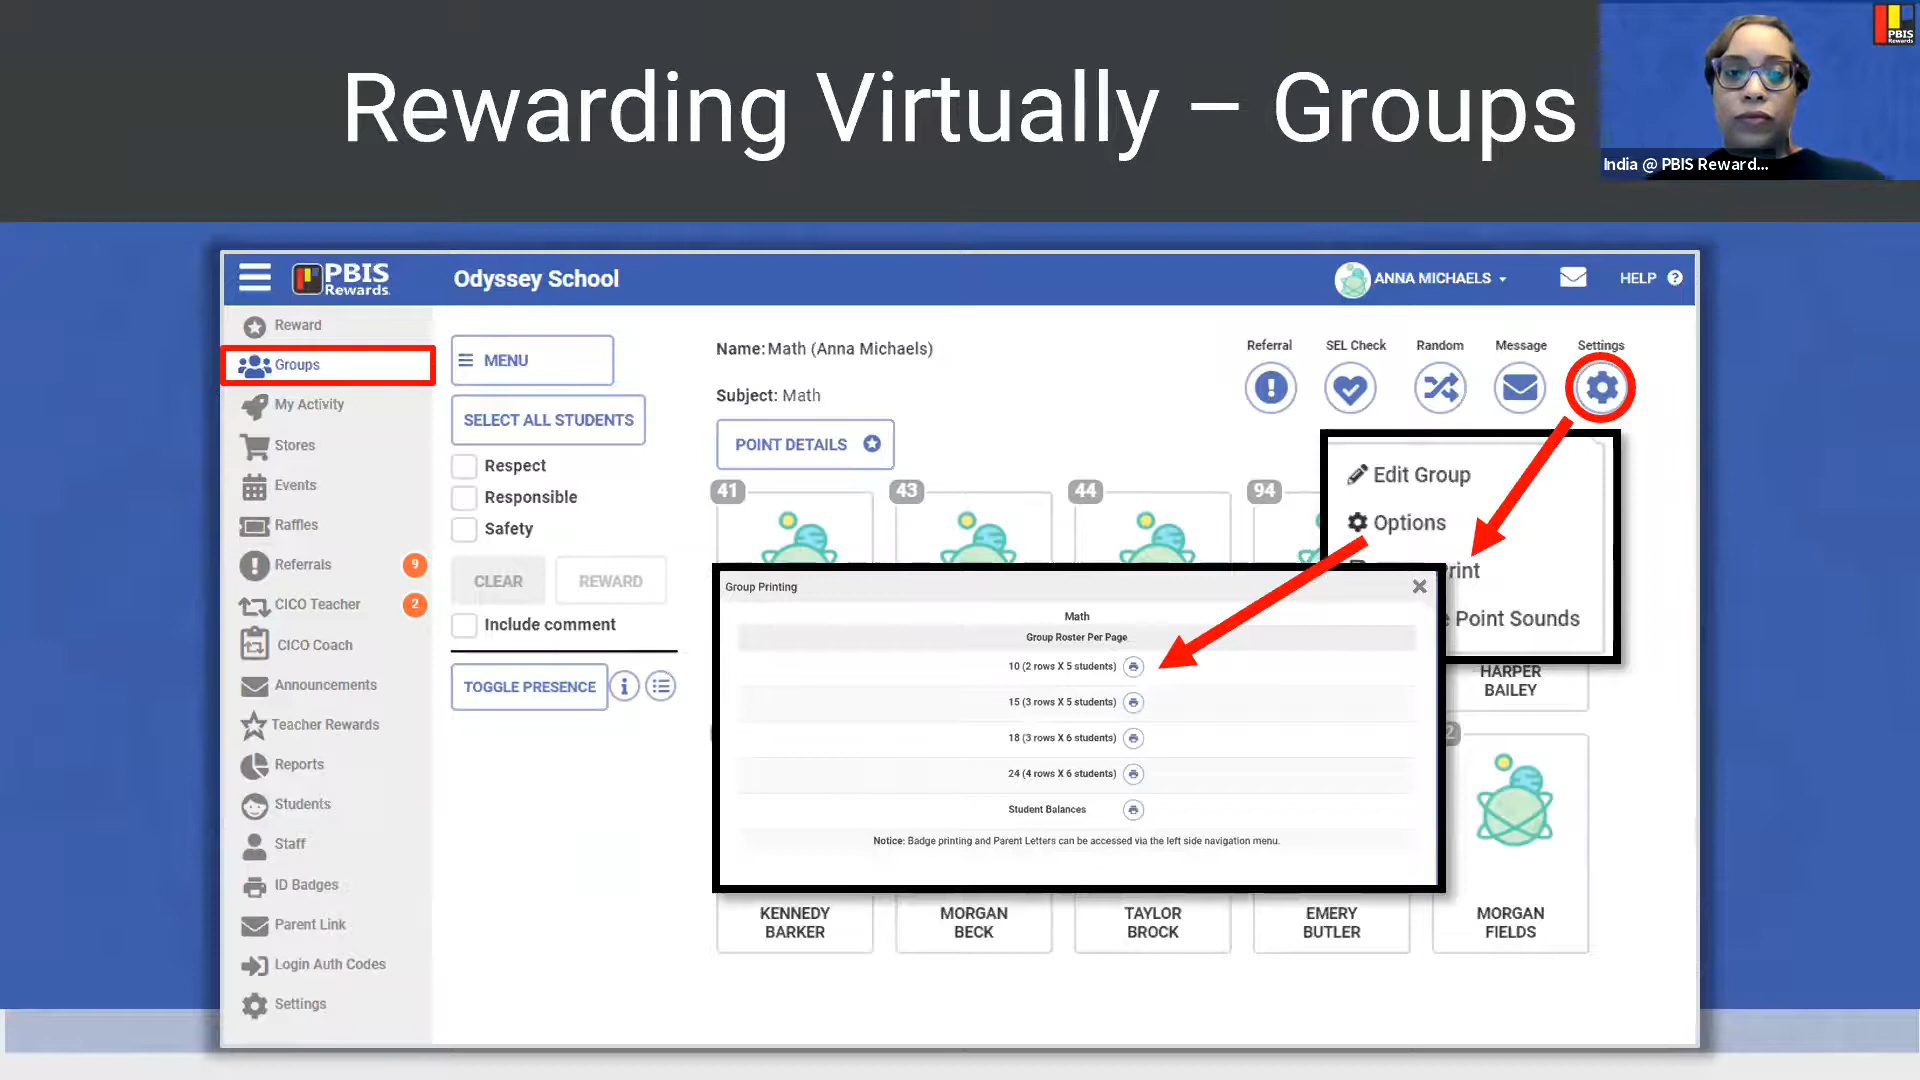 Rewarding Virtually – Groups
PBIS
Rewards
India @ PBIS Reward...
PBIS
Rewards
Odyssey School
ANNA MICHAELS
HELP
Reward
Groups
My Activity
Stores
Events
Raffles
Referrals 9
CICO Teacher 2
CICO Coach
Announcements
Teacher Rewards
Reports
Students
Staff
ID Badges
Parent Link
Login Auth Codes
Settings
MENU
SELECT ALL STUDENTS
Respect
Responsible
Safety
CLEAR REWARD
Include comment
TOGGLE PRESENCE
Name: Math (Anna Michaels)
Subject: Math
POINT DETAILS
Referral SEL Check Random Message Settings
41 43 44 94
Edit Group
Options
rint
Point Sounds
Group Printing
Math
Group Roster Per Page
10 (2 rows X 5 students)
15 (3 rows X 5 students)
18 (3 rows X 6 students)
24 (4 rows X 6 students)
Student Balances
Notice: Badge printing and Parent Letters can be accessed via the left side navigation menu.
HARPER
BAILEY
2
KENNEDY
BARKER
MORGAN
BECK
TAYLOR
BROCK
EMERY
BUTLER
MORGAN
FIELDS